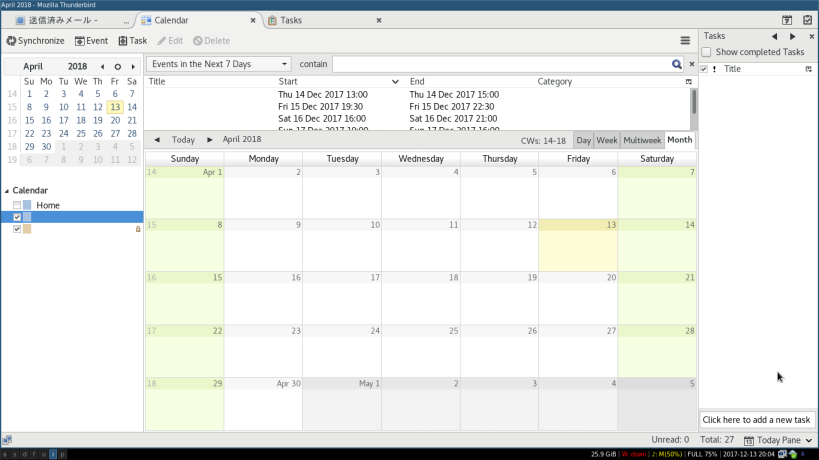 April 2018 - Mozilla Thunderbird
送信済みメール - ...
Calendar
Tasks
Synchronize Event Task Edit Delete
Tasks
Show completed Tasks
! Title
April 2018
Su Mo Tu We Th Fr Sa
14 1 2 3 4 5 6 7
15 8 9 10 11 12 13 14
16 15 16 17 18 19 20 21
17 22 23 24 25 26 27 28
18 29 30 1 2 3 4 5
19 6 7 8 9 10 11 12
Calendar
Home
Events in the Next 7 Days contain
Title Start End Category
Thu 14 Dec 2017 13:00 Thu 14 Dec 2017 15:00
Fri 15 Dec 2017 19:30 Fri 15 Dec 2017 22:30
Sat 16 Dec 2017 16:00 Sat 16 Dec 2017 21:00
Sun 17 Dec 2017 10:00 Sun 17 Dec 2017 16:00
Today April 2018 CWs: 14-18 Day Week Multiweek Month
Sunday Monday Tuesday Wednesday Thursday Friday Saturday
14 Apr 1 2 3 4 5 6 7
15 8 9 10 11 12 13 14
16 15 16 17 18 19 20 21
17 22 23 24 25 26 27 28
18 29 Apr 30 May 1 2 3 4 5
Click here to add a new task
Unread: 0 Total: 27 13 Today Pane
a s d f u i p
25.9 GiB | W: down | ♪: M(50%) | FULL 75% | 2017-12-13 20:04